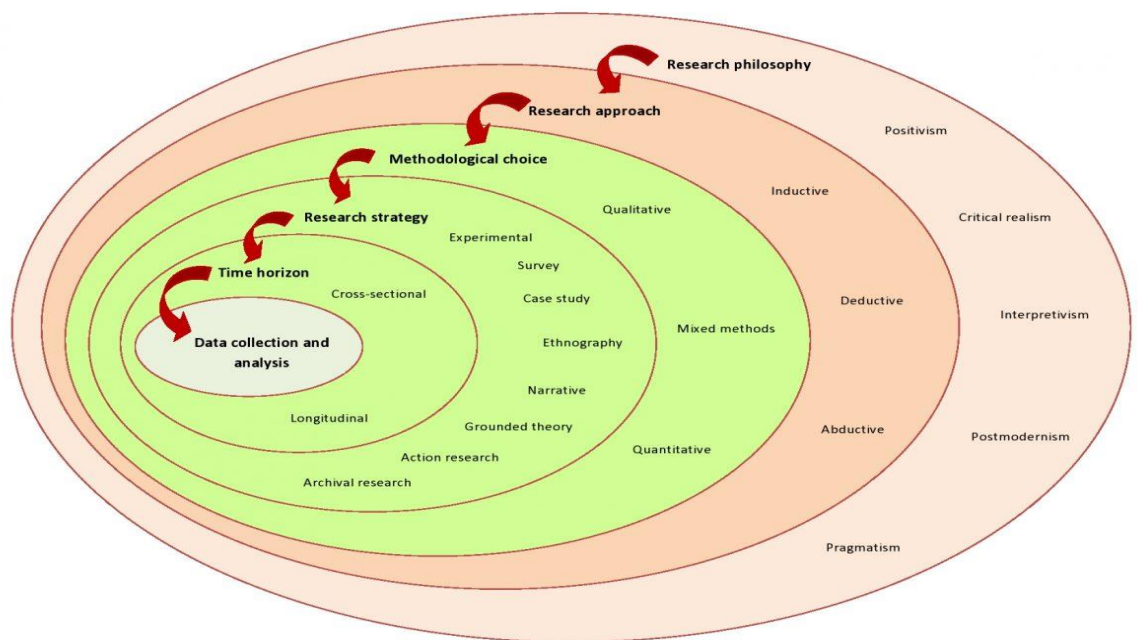 Research philosophy
Research approach
Positivism
Methodological choice
Inductive
Qualitative
Research strategy
Critical realism
Experimental
Survey
Time horizon
Cross-sectional
Case study
Deductive
Interpretivism
Mixed methods
Data collection and
analysis
Ethnography
Narrative
Longitudinal
Grounded theory
Abductive
Postmodernism
Quantitative
Action research
Archival research
Pragmatism